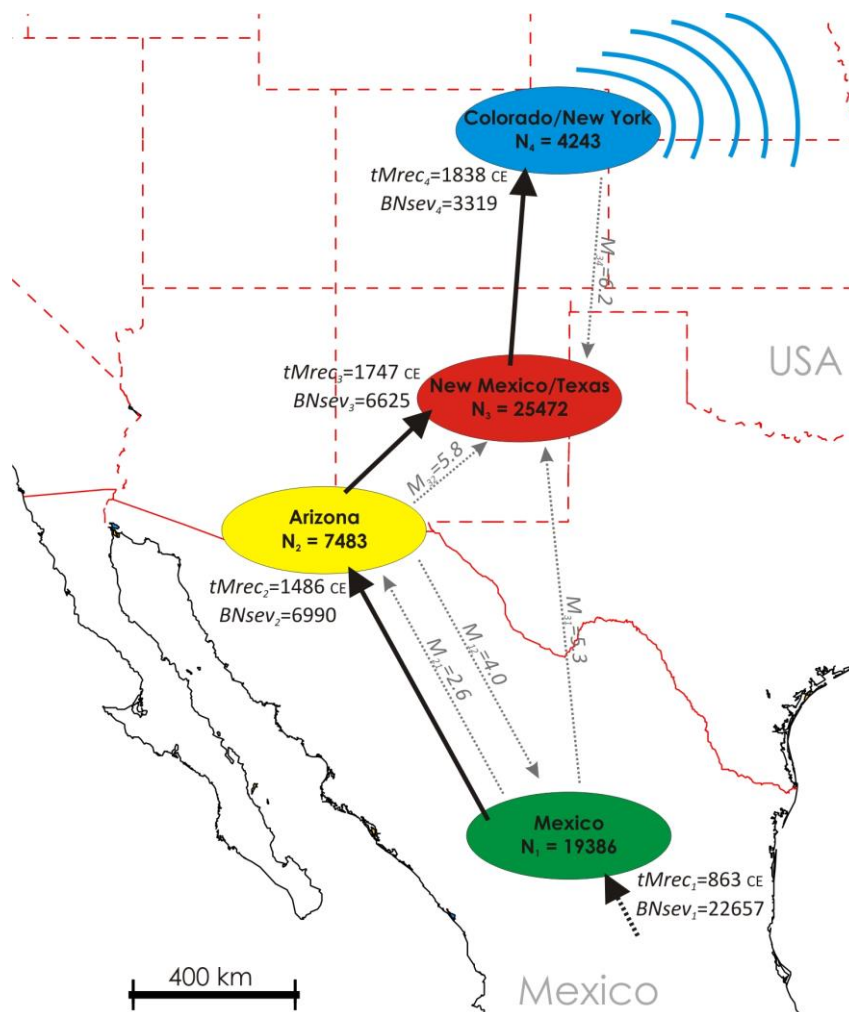 Colorado/New York
N₄ = 4243
tMrec₄=1838 CE
BNsev₄=3319
M₃₄=6.2
USA
tMrec₃=1747 CE
BNsev₃=6625
New Mexico/Texas
N₃ = 25472
M₃₂=5.8
Arizona
N₂ = 7483
tMrec₂=1486 CE
BNsev₂=6990
M₁₂=4.0
M₂₁=2.6
M₃₁=5.3
Mexico
N₁ = 19386
tMrec₁=863 CE
BNsev₁=22657
400 km
Mexico